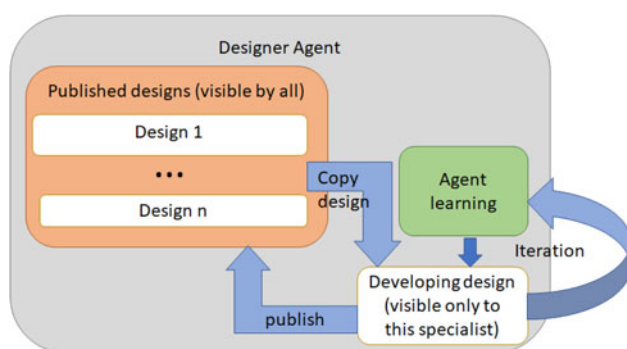 Designer Agent
Published designs (visible by all)
Design 1
...
Design n
Copy
design
Agent
learning
Iteration
Developing design
(visible only to
this specialist)
publish